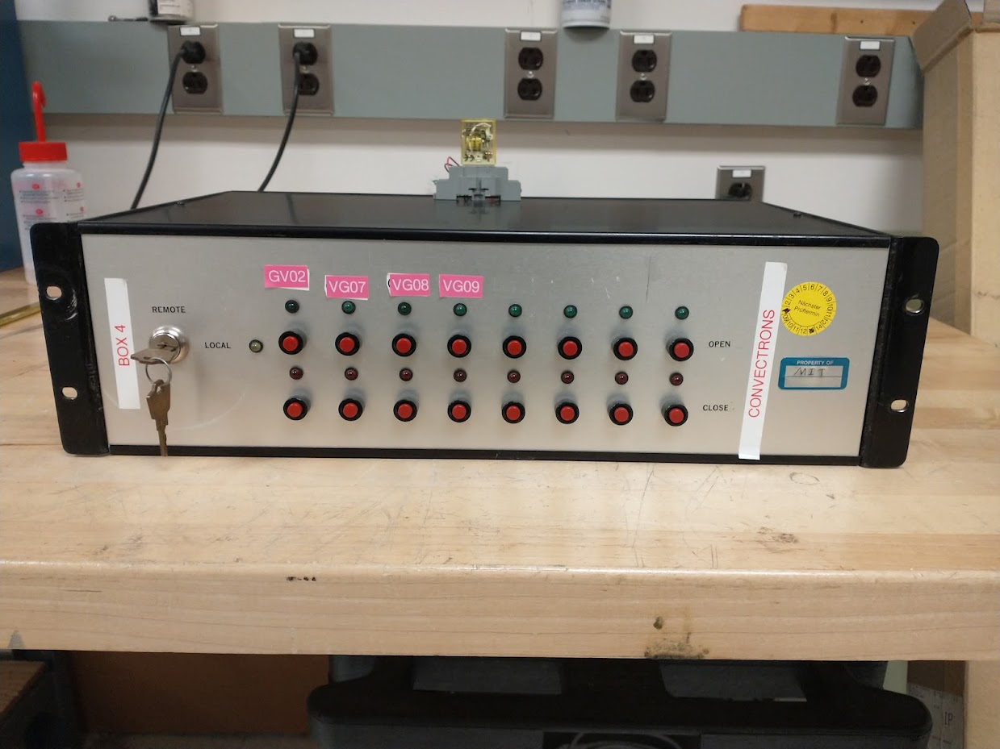 GV02
VG07
VG08
VG09
BOX 4
REMOTE
LOCAL
OPEN
CLOSE
CONVECTRONS
Nächster
Prüftermin
PROPERTY OF
MIT